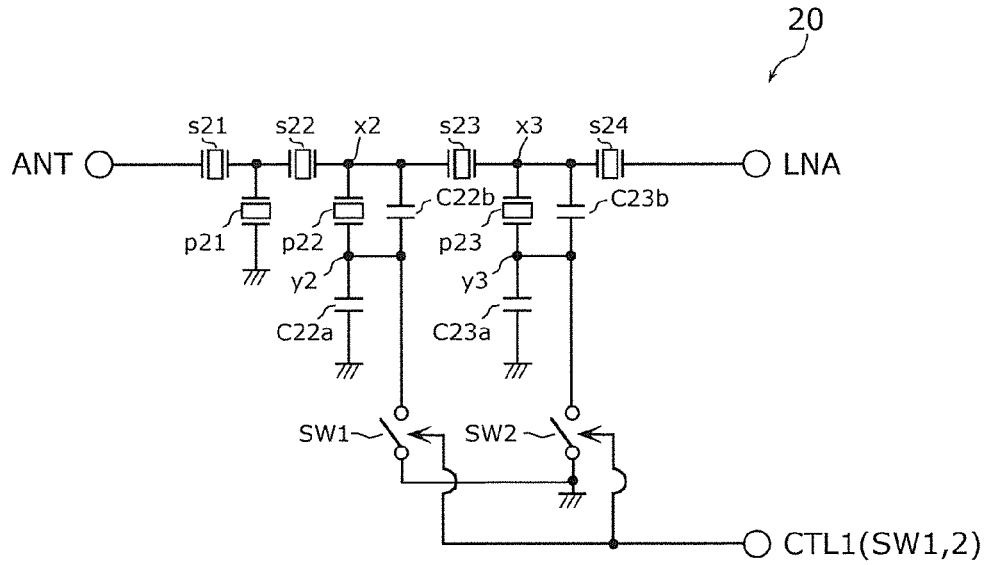 20
s21
s22
x2
s23
x3
s24
ANT
LNA
C22b
C23b
p21
p22
p23
y2
y3
C22a
C23a
SW1
SW2
CTL1(SW1,2)